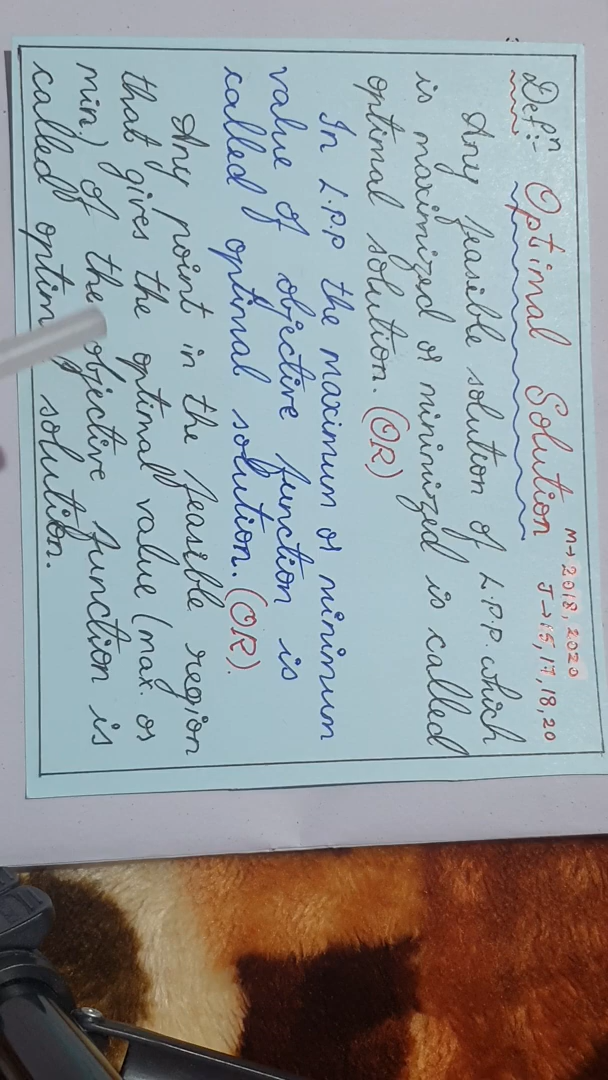 M→2018, 2020
Defⁿ:- Optimal Solution J→15, 17, 18, 20
Any feasible solution of L.P.P. which
is maximized or minimized is called
optimal solution. (OR)
In L.P.P the maximum or minimum
value of objective function is
called optimal solution. (OR).
Any point in the feasible region
that gives the optimal value (max. or
min.) of the objective function is
called optim solution.